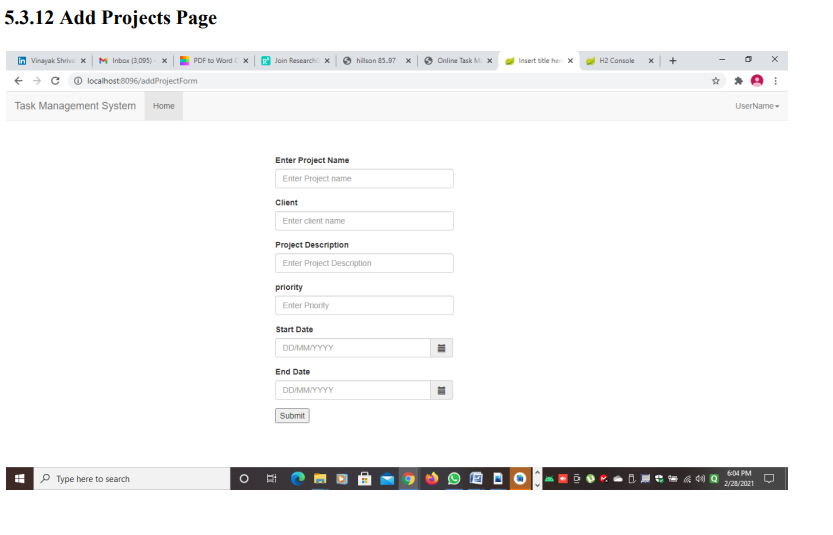 5.3.12 Add Projects Page
Vinayak Shriva
Inbox (3,095)
PDF to Word C
Join Research
hillson 85..97
Online Task M
Insert title her
H2 Console
localhost:8096/addProjectForm
Task Management System
Home
UserName
Enter Project Name
Enter Project name
Client
Enter client name
Project Description
Enter Project Description
priority
Enter Priority
Start Date
DD/MM/YYYY
End Date
DD/MM/YYYY
Submit
Type here to search
6:04 PM
2/28/2021